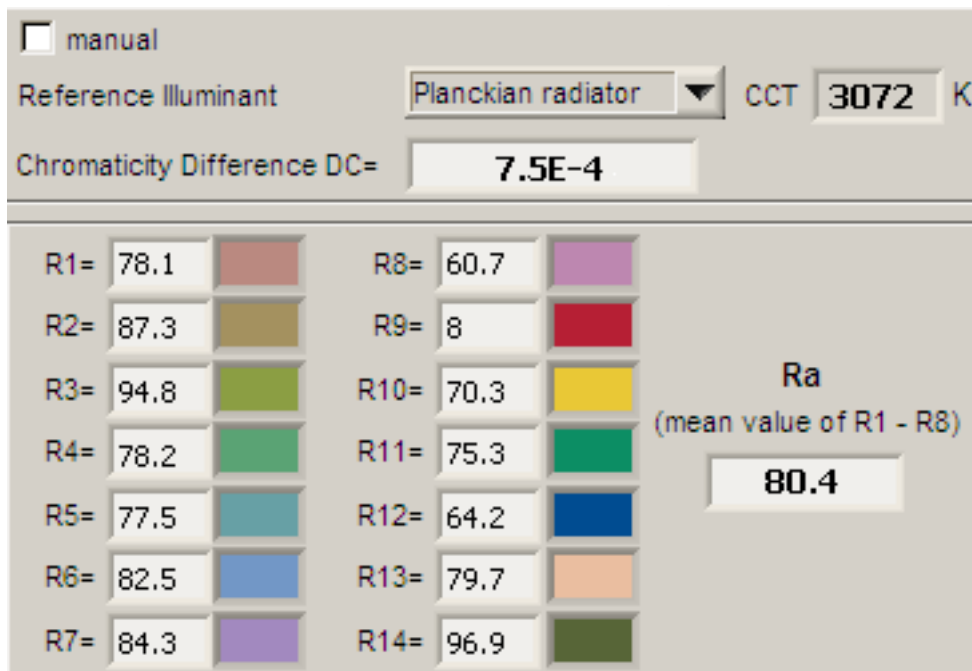 manual
Reference Illuminant Planckian radiator CCT 3072 K
Chromaticity Difference DC= 7.5E-4
R1= 78.1 R8= 60.7
R2= 87.3 R9= 8
R3= 94.8 R10= 70.3
R4= 78.2 R11= 75.3
R5= 77.5 R12= 64.2
R6= 82.5 R13= 79.7
R7= 84.3 R14= 96.9
Ra
(mean value of R1 - R8)
80.4